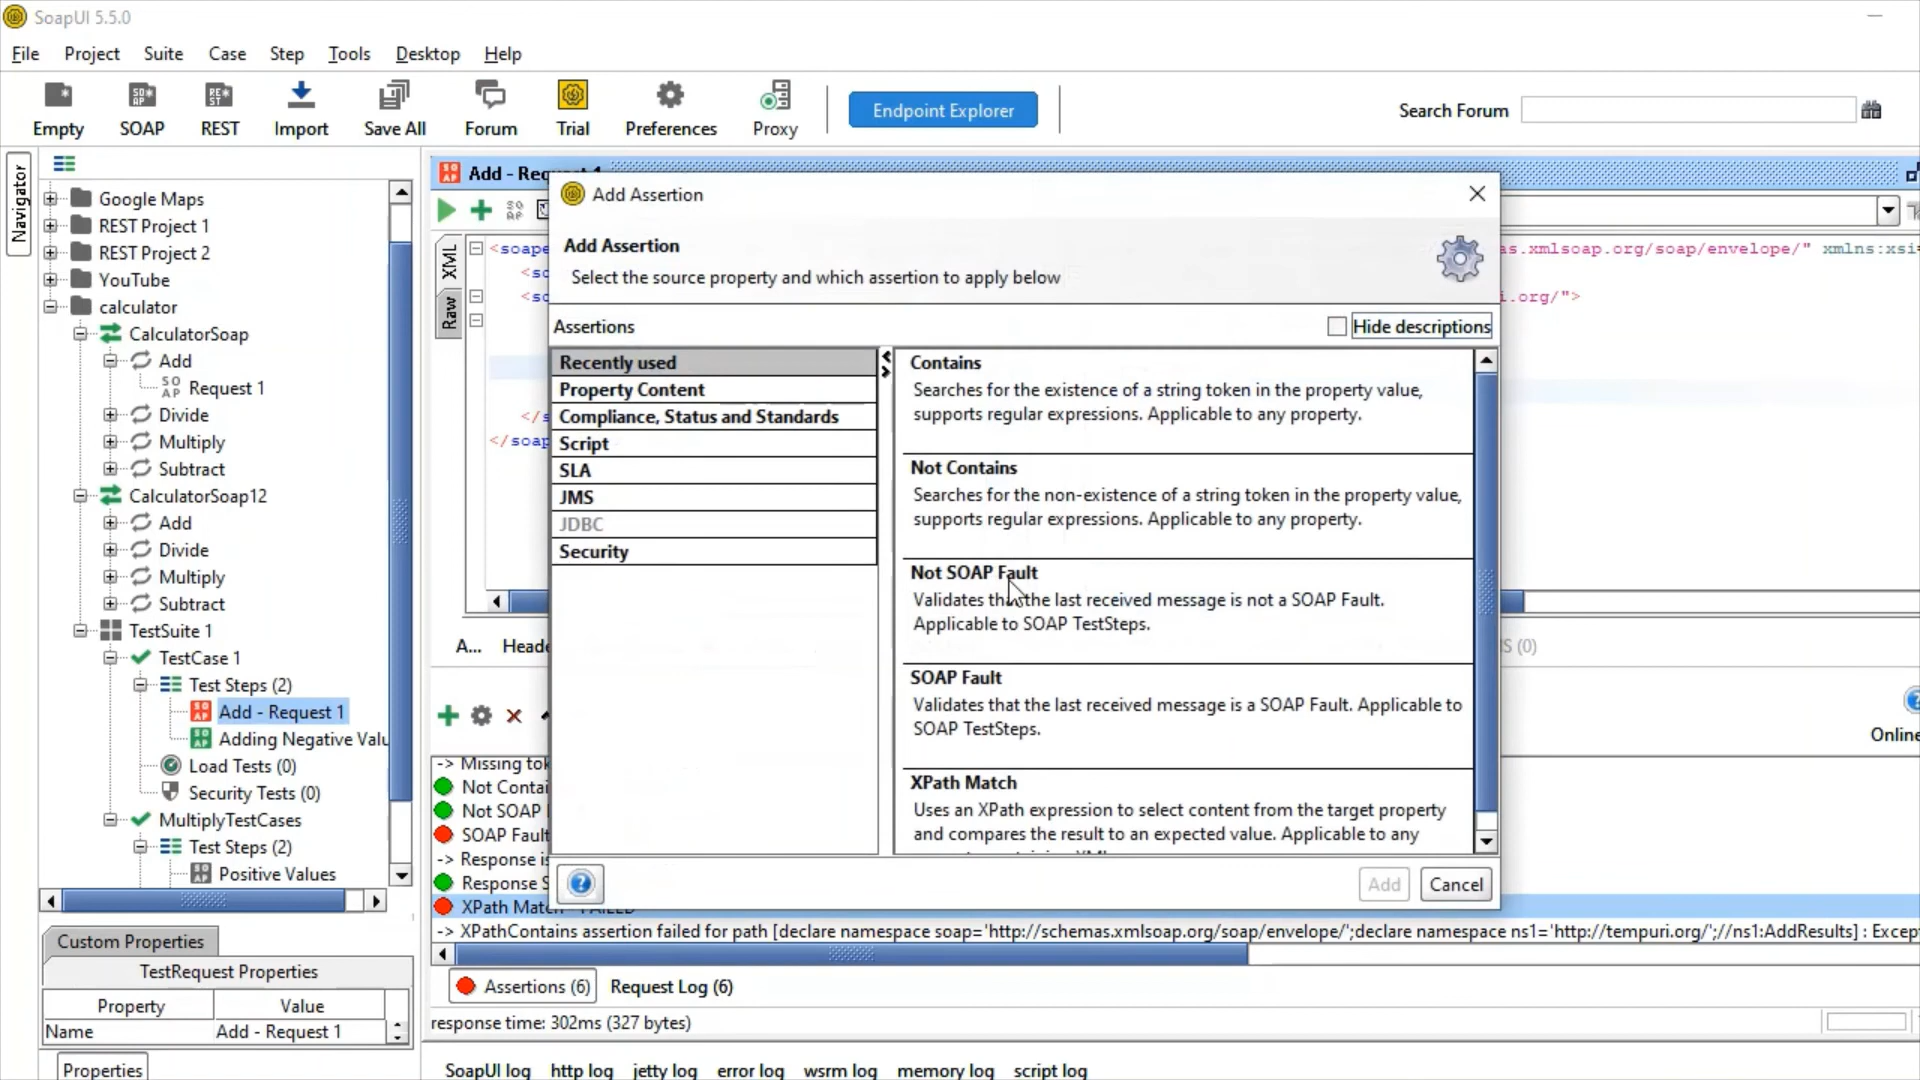 SoapUI 5.5.0
File Project Suite Case Step Tools Desktop Help
Empty SOAP REST Import Save All Forum Trial Preferences Proxy
Endpoint Explorer
Search Forum
Navigator
Google Maps
REST Project 1
REST Project 2
YouTube
calculator
CalculatorSoap
Add
Request 1
Divide
Multiply
Subtract
CalculatorSoap12
Add
Divide
Multiply
Subtract
TestSuite 1
TestCase 1
Test Steps (2)
Add - Request 1
Adding Negative Valu
Load Tests (0)
Security Tests (0)
MultiplyTestCases
Test Steps (2)
Positive Values
Custom Properties
TestRequest Properties
Property Value
Name Add - Request 1
Properties
Add - Req
XML
Raw
<soape
<so
<so
</s
</soap
as.xmlsoap.org/soap/envelope/" xmlns:xsi=
i.org/">
A... Heade
S (0)
Online
Add Assertion
Add Assertion
Select the source property and which assertion to apply below
Assertions
Hide descriptions
Recently used
Property Content
Compliance, Status and Standards
Script
SLA
JMS
JDBC
Security
Contains
Searches for the existence of a string token in the property value,
supports regular expressions. Applicable to any property.
Not Contains
Searches for the non-existence of a string token in the property value,
supports regular expressions. Applicable to any property.
Not SOAP Fault
Validates that the last received message is not a SOAP Fault.
Applicable to SOAP TestSteps.
SOAP Fault
Validates that the last received message is a SOAP Fault. Applicable to
SOAP TestSteps.
XPath Match
Uses an XPath expression to select content from the target property
and compares the result to an expected value. Applicable to any
Add
Cancel
-> Missing tok
Not Contai
Not SOAP
SOAP Fault
-> Response is
Response S
XPath Match - FAILED
-> XPathContains assertion failed for path [declare namespace soap='http://schemas.xmlsoap.org/soap/envelope/';declare namespace ns1='http://tempuri.org/';//ns1:AddResults] : Excep
Assertions (6) Request Log (6)
response time: 302ms (327 bytes)
SoapUI log http log jetty log error log wsrm log memory log script log